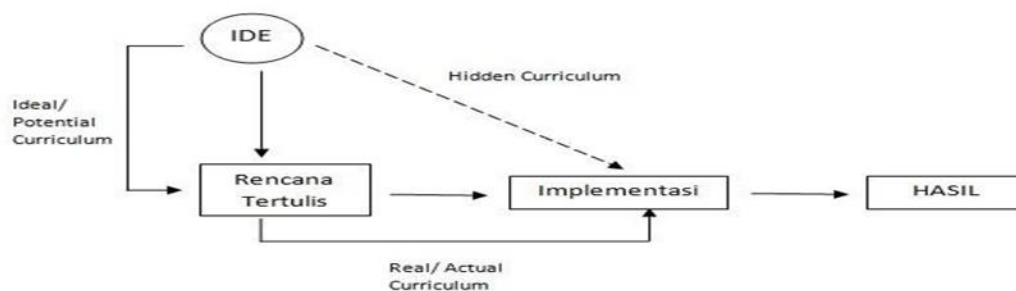 IDE
Hidden Curriculum
Ideal/
Potential
Curriculum
Rencana
Tertulis
Implementasi
HASIL
Real/ Actual
Curriculum